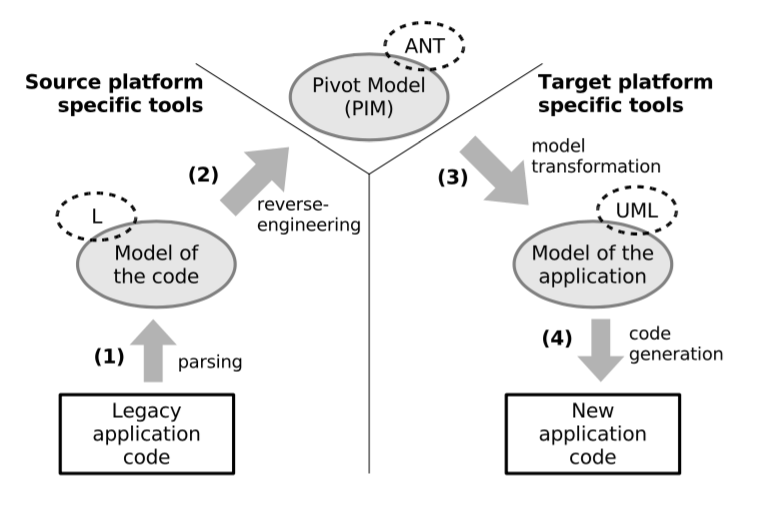 ANT
Source platform
specific tools
Pivot Model
(PIM)
Target platform
specific tools
(2)
reverse-
engineering
(3)
model
transformation
L
Model of
the code
UML
Model of the
application
(1)
parsing
(4)
code
generation
Legacy
application
code
New
application
code